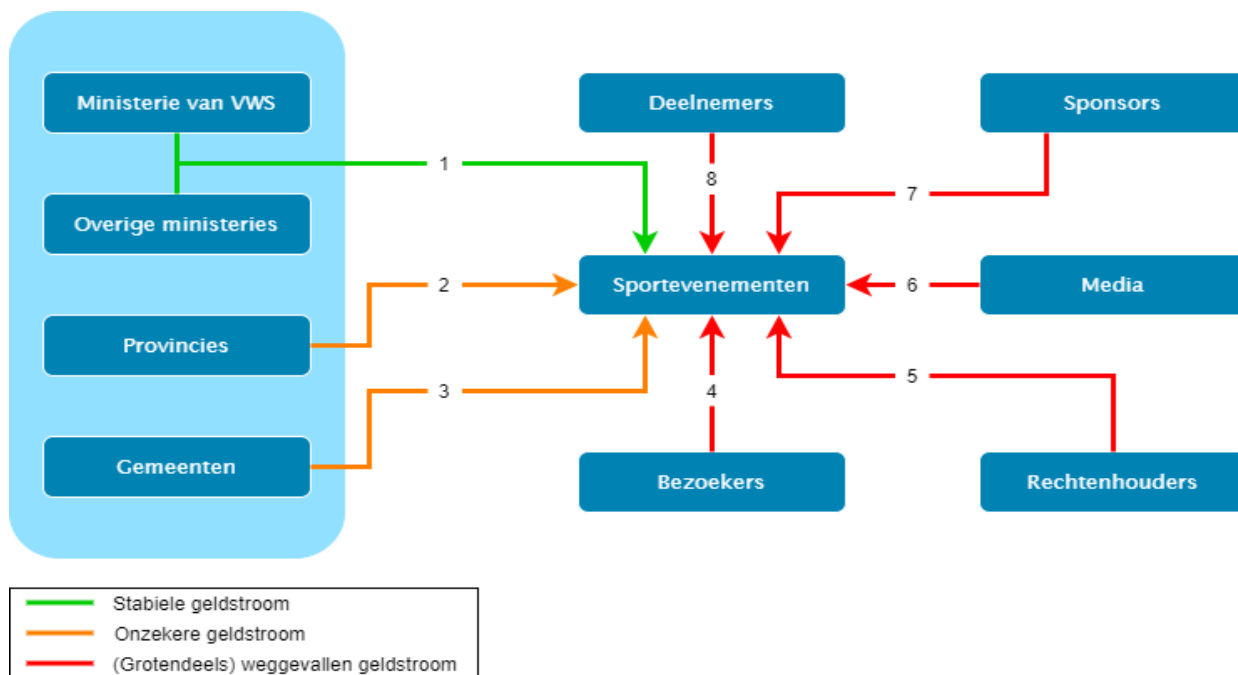 Ministerie van VWS
Deelnemers
Sponsors
1
8
7
Overige ministeries
2
Sportevenementen
6
Media
Provincies
3
4
5
Gemeenten
Bezoekers
Rechtenhouders
Stabiele geldstroom
Onzekere geldstroom
(Grotendeels) weggevallen geldstroom